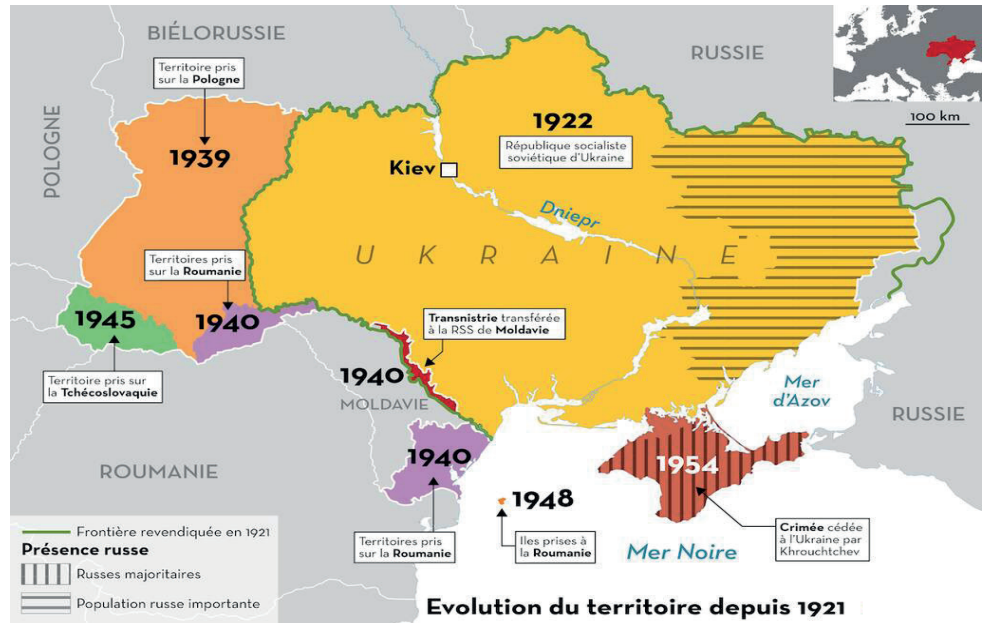 BIÉLORUSSIE
RUSSIE
Territoire pris
sur la Pologne
100 km
POLOGNE
1939
1922
République socialiste
soviétique d'Ukraine
Kiev
Dniepr
UKRAINE
Territoires pris
sur la Roumanie
1945
1940
Transnistrie transférée
à la RSS de Moldavie
1940
Territoire pris sur
la Tchécoslovaquie
MOLDAVIE
Mer
d'Azov
RUSSIE
ROUMANIE
1940
1954
1948
Territoires pris
sur la Roumanie
Iles prises à
la Roumanie
Mer Noire
Crimée cédée
à l'Ukraine par
Khrouchtchev
Frontière revendiquée en 1921
Présence russe
Russes majoritaires
Population russe importante
Evolution du territoire depuis 1921